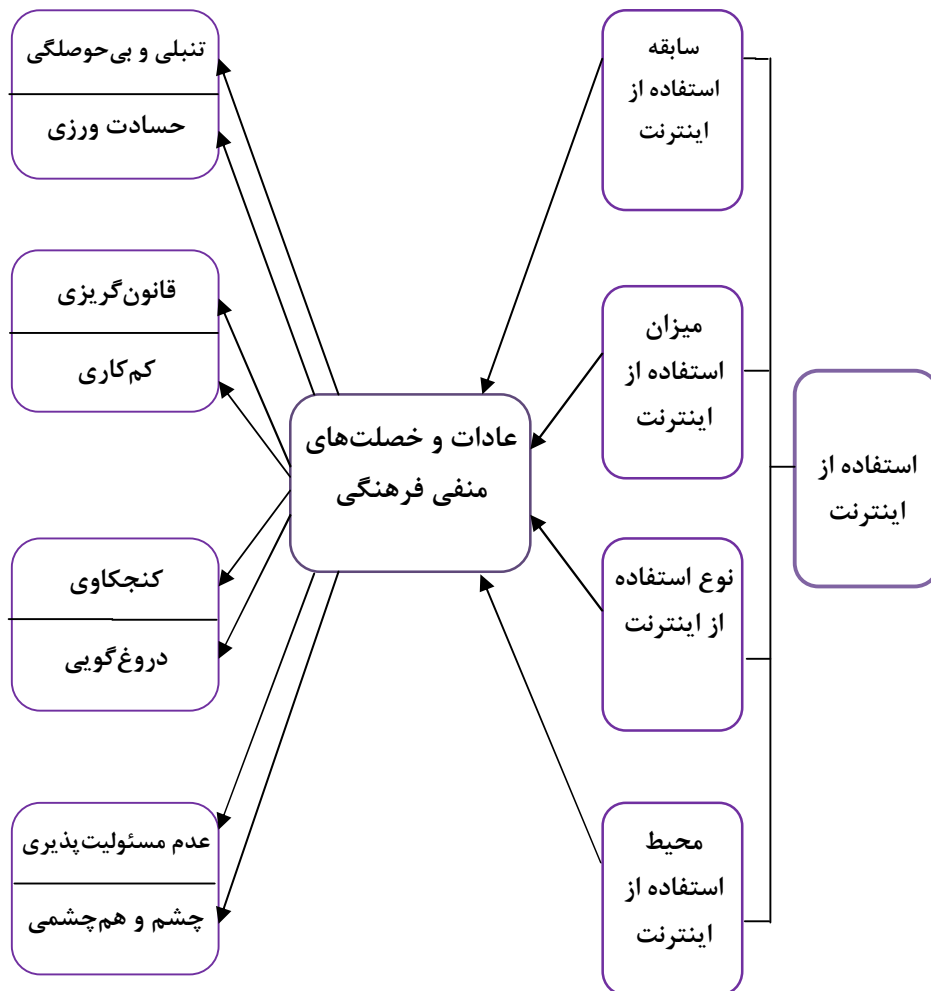 استفاده از
اینترنت
سابقه
استفاده از
اینترنت
میزان
استفاده از
اینترنت
نوع استفاده
از اینترنت
محیط
استفاده از
اینترنت
عادات و خصلت‌های
منفی فرهنگی
تنبلی و بی‌حوصلگی
حسادت ورزی
قانون‌گریزی
کم‌کاری
کنجکاوی
دروغ‌گویی
عدم مسئولیت‌پذیری
چشم و هم‌چشمی